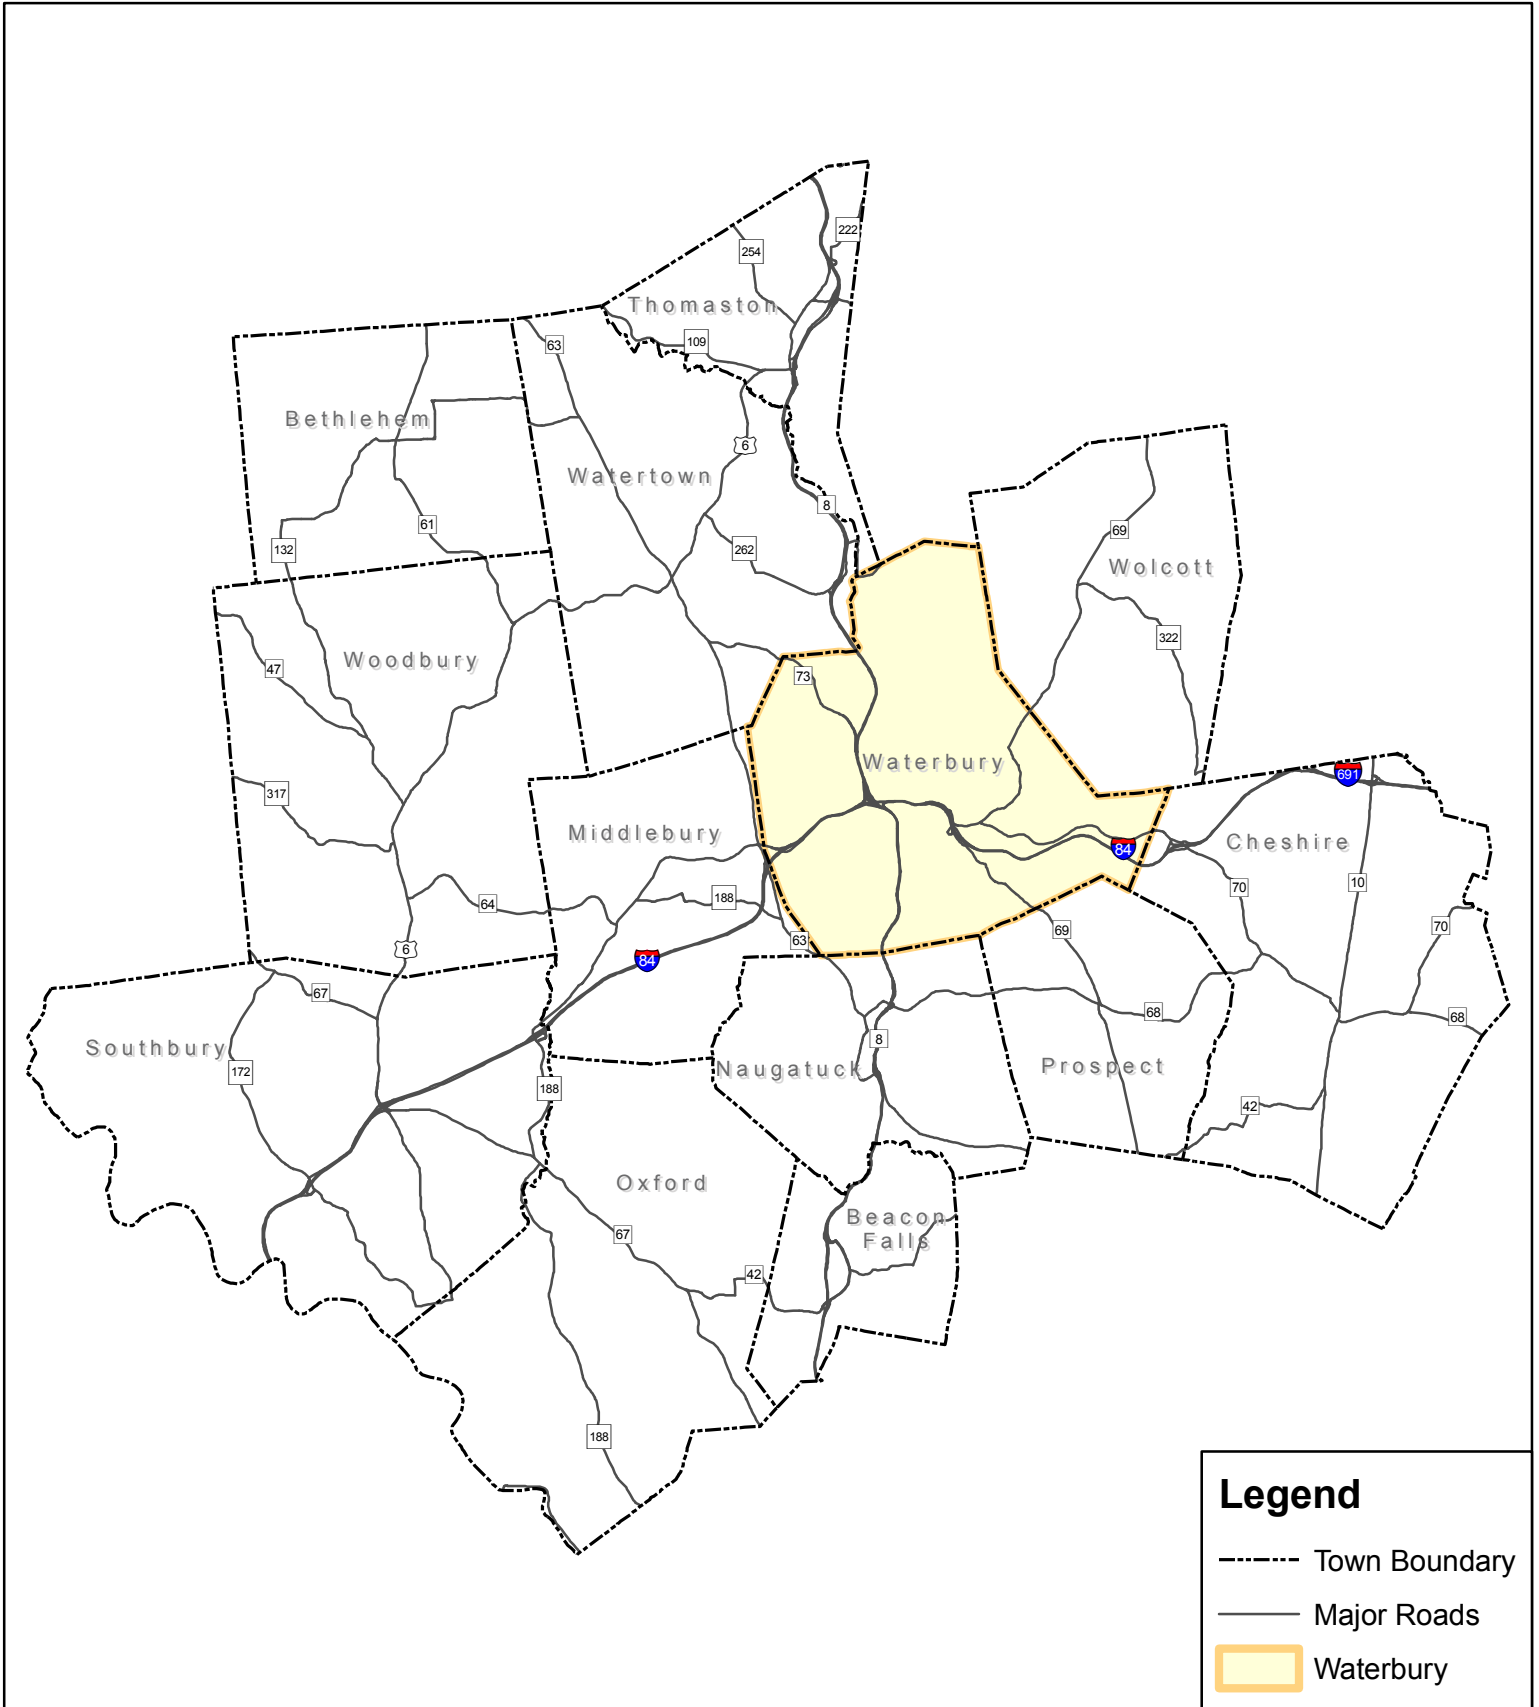 222
254
Thomaston
109
63
Bethlehem
6
Watertown
8
61
69
132
262
Wolcott
322
Woodbury
47
73
Waterbury
691
317
Middlebury
Cheshire
84
70
10
188
64
70
69
63
6
84
67
68
68
8
Southbury
Naugatuck
Prospect
172
188
42
Oxford
Beacon
Falls
67
42
188
Legend
Town Boundary
Major Roads
Waterbury